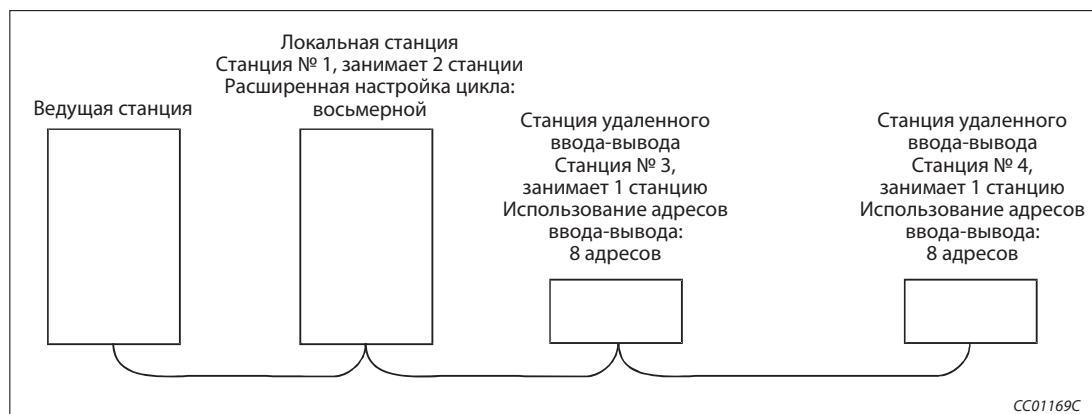 Ведущая станция
Локальная станция
Станция № 1, занимает 2 станции
Расширенная настройка цикла:
восьмерной
Станция удаленного
ввода-вывода
Станция № 3,
занимает 1 станцию
Использование адресов
ввода-вывода:
8 адресов
Станция удаленного
ввода-вывода
Станция № 4,
занимает 1 станцию
Использование адресов
ввода-вывода:
8 адресов
CC01169C